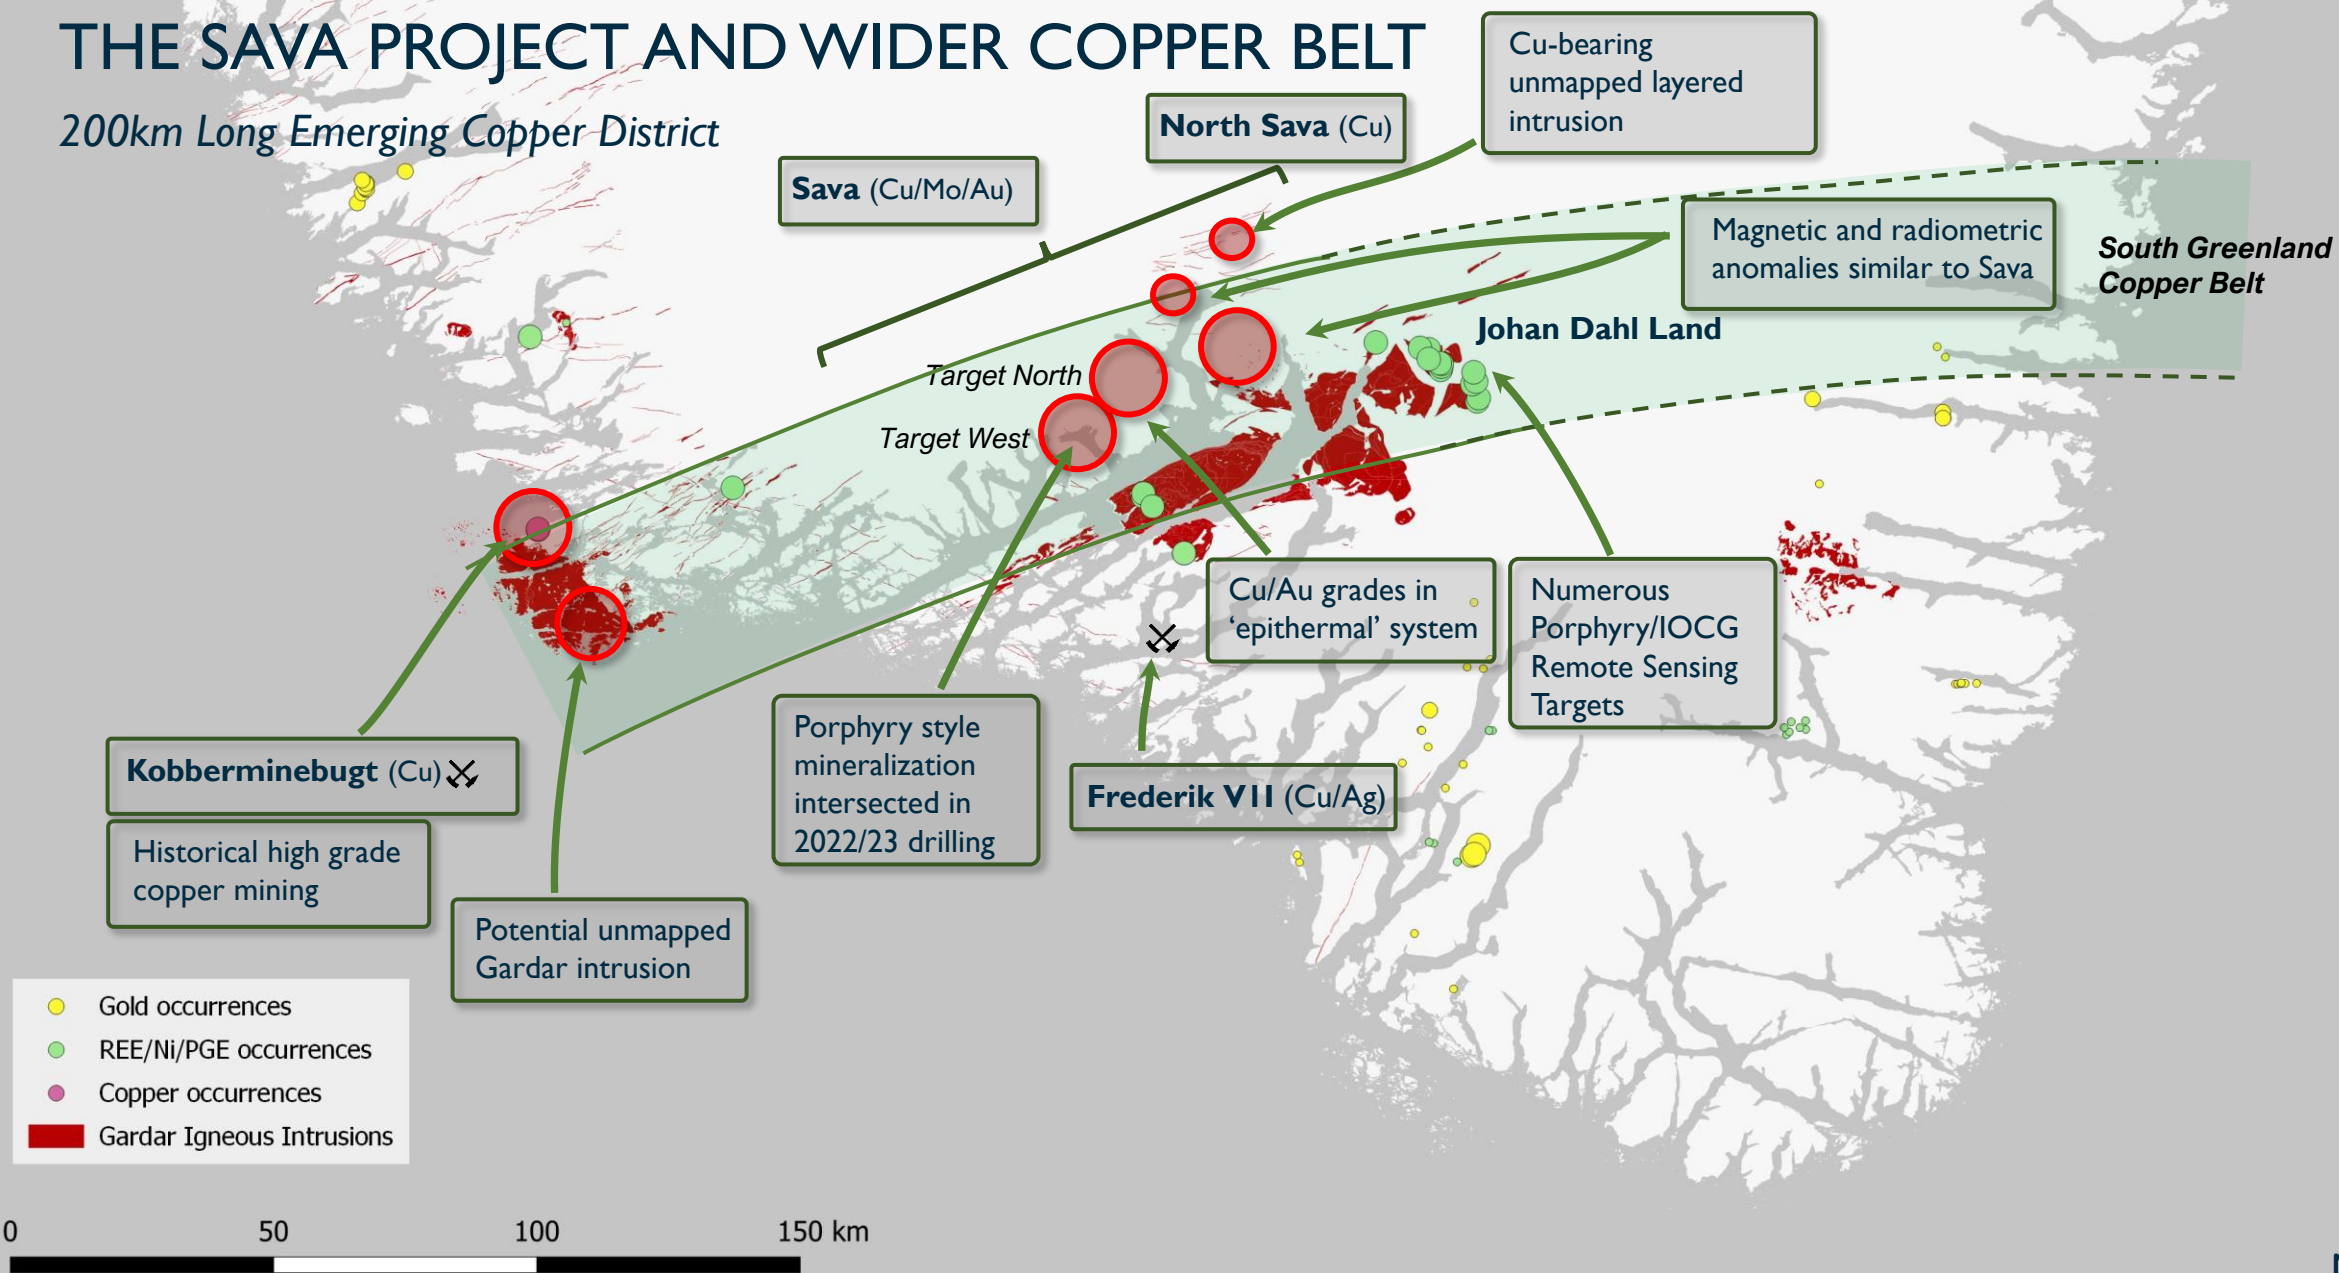 THE SAVA PROJECT AND WIDER COPPER BELT
200km Long Emerging Copper District
Cu-bearing
unmapped layered
intrusion
North Sava (Cu)
Sava (Cu/Mo/Au)
Magnetic and radiometric
anomalies similar to Sava
South Greenland
Copper Belt
Johan Dahl Land
Target North
Target West
Cu/Au grades in
‘epithermal’ system
Numerous
Porphyry/IOCG
Remote Sensing
Targets
Porphyry style
mineralization
intersected in
2022/23 drilling
Frederik VII (Cu/Ag)
Kobberminebugt (Cu)
Historical high grade
copper mining
Potential unmapped
Gardar intrusion
Gold occurrences
REE/Ni/PGE occurrences
Copper occurrences
Gardar Igneous Intrusions
0 50 100 150 km